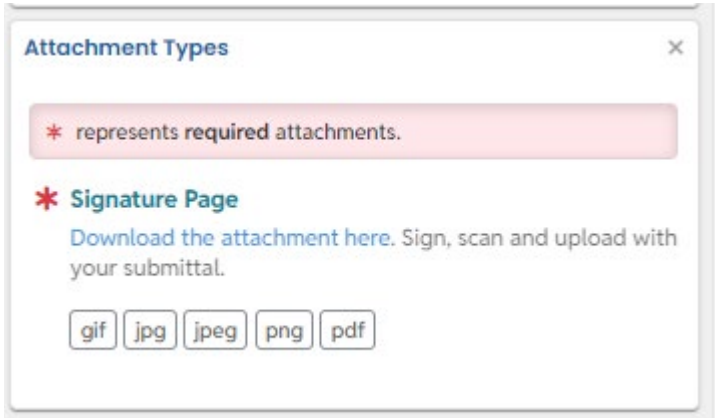 Attachment Types ×
* represents required attachments.
* Signature Page
Download the attachment here. Sign, scan and upload with
your submittal.
gif jpg jpeg png pdf